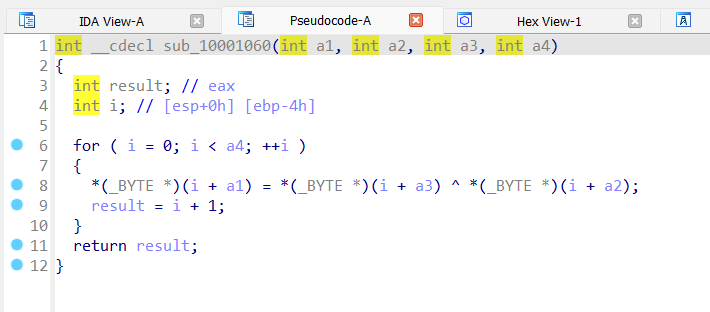 IDA View-A Pseudocode-A Hex View-1
1 int __cdecl sub_10001060(int a1, int a2, int a3, int a4)
2 {
3 int result; // eax
4 int i; // [esp+0h] [ebp-4h]
5
6 for ( i = 0; i < a4; ++i )
7 {
8 *(_BYTE *)(i + a1) = *(_BYTE *)(i + a3) ^ *(_BYTE *)(i + a2);
9 result = i + 1;
10 }
11 return result;
12 }